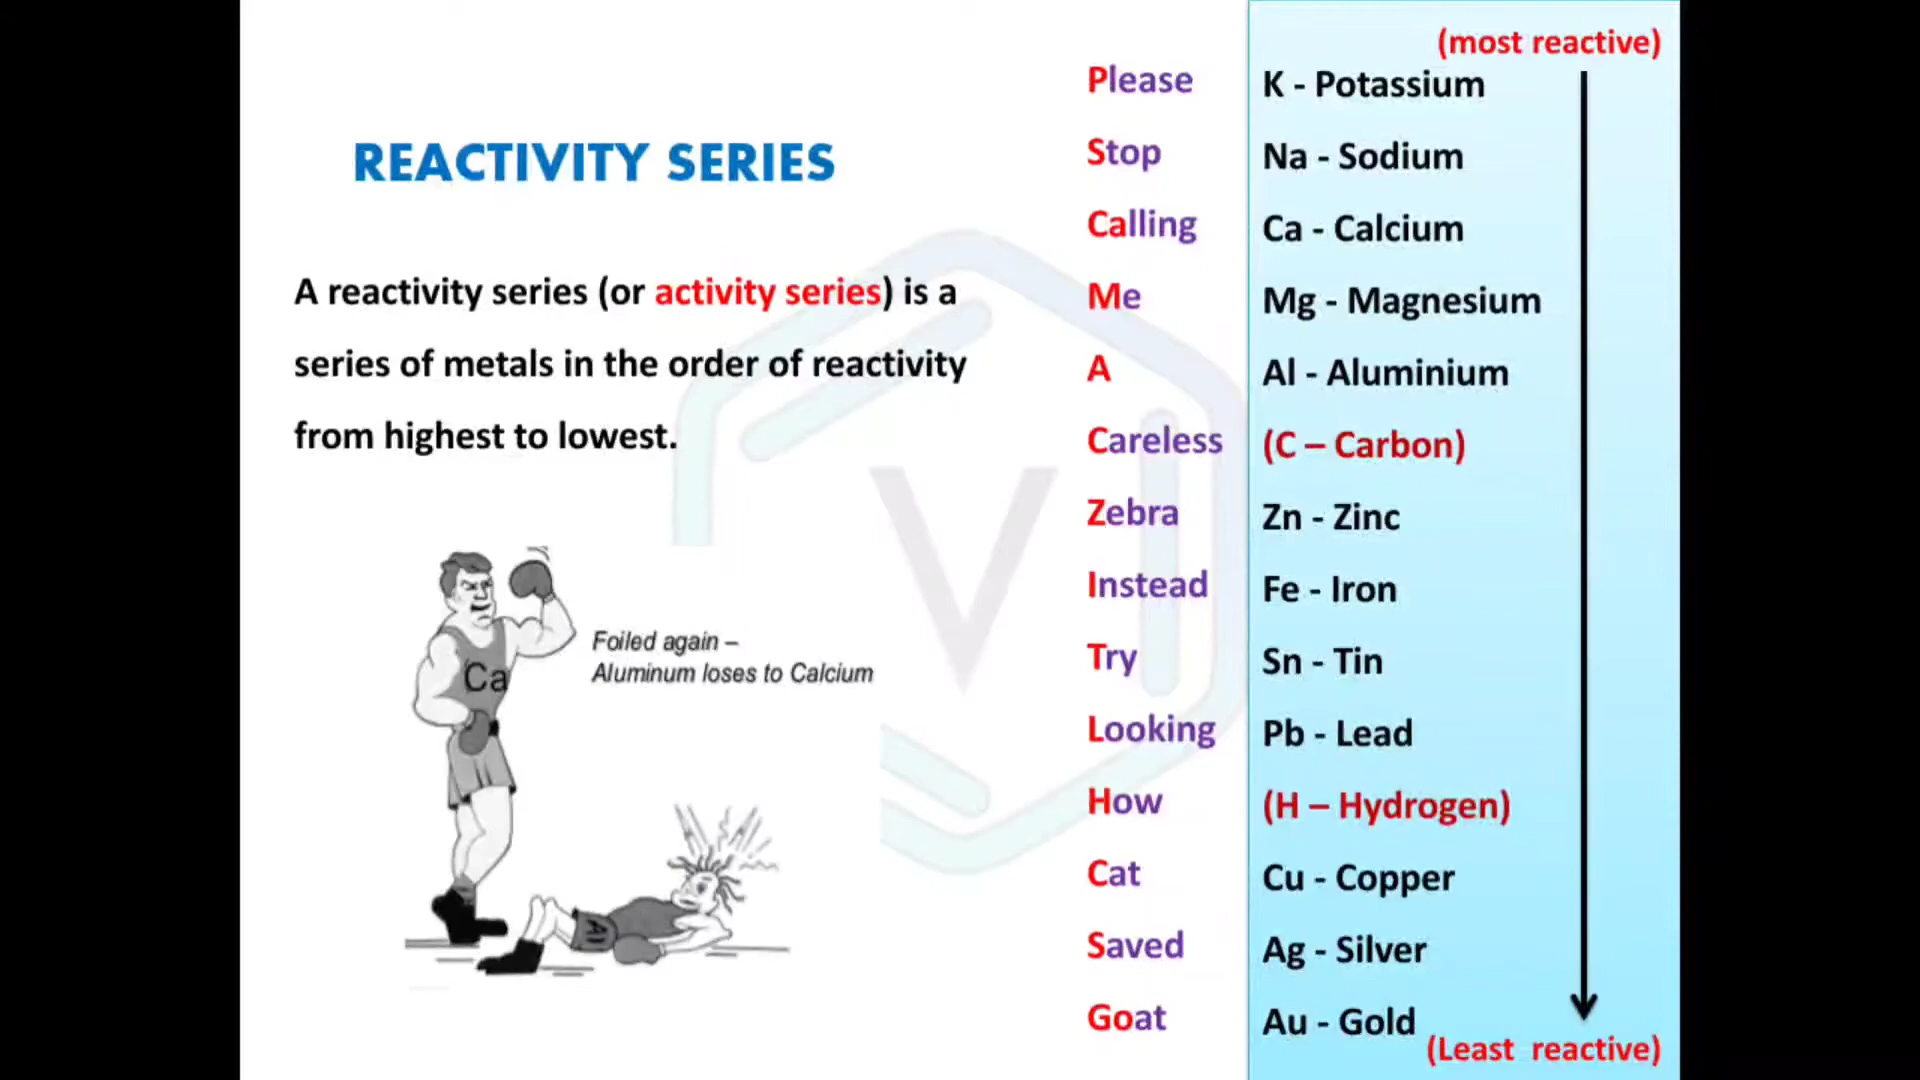 REACTIVITY SERIES
A reactivity series (or activity series) is a
series of metals in the order of reactivity
from highest to lowest.
Ca
Foiled again –
Aluminum loses to Calcium
Al
V
Please
Stop
Calling
Me
A
Careless
Zebra
Instead
Try
Looking
How
Cat
Saved
Goat
(most reactive)
K - Potassium
Na - Sodium
Ca - Calcium
Mg - Magnesium
Al - Aluminium
(C – Carbon)
Zn - Zinc
Fe - Iron
Sn - Tin
Pb - Lead
(H – Hydrogen)
Cu - Copper
Ag - Silver
Au - Gold
(Least reactive)